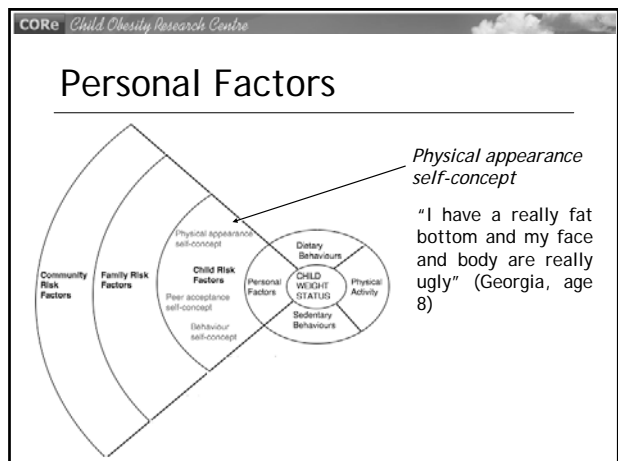 CORe Child Obesity Research Centre
Personal Factors
Physical appearance
self-concept
"I have a really fat
bottom and my face
and body are really
ugly" (Georgia, age
8)
Community
Risk
Factors
Family Risk
Factors
Physical appearance
self-concept
Child Risk
Factors
Peer acceptance
self-concept
Behaviour
self-concept
Personal
Factors
Dietary
Behaviours
CHILD
WEIGHT
STATUS
Physical
Activity
Sedentary
Behaviours